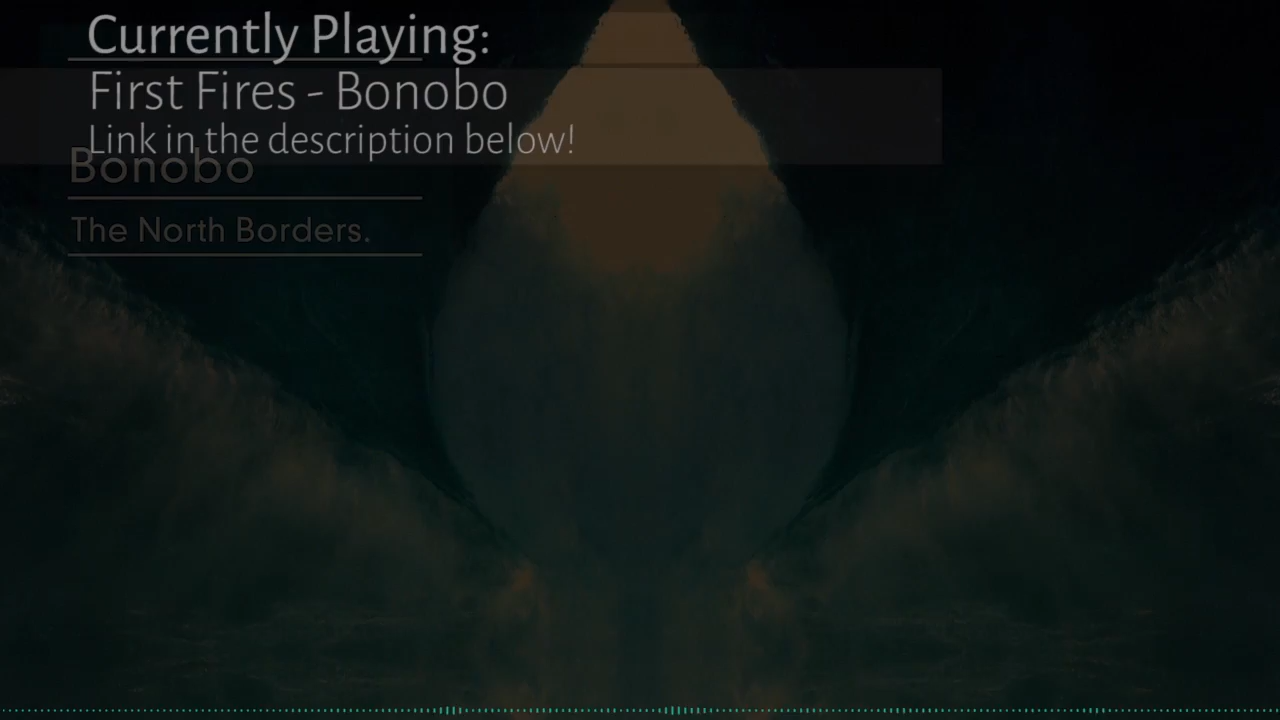 Currently Playing:
First Fires - Bonobo
Link in the description below!
Bonobo
The North Borders.